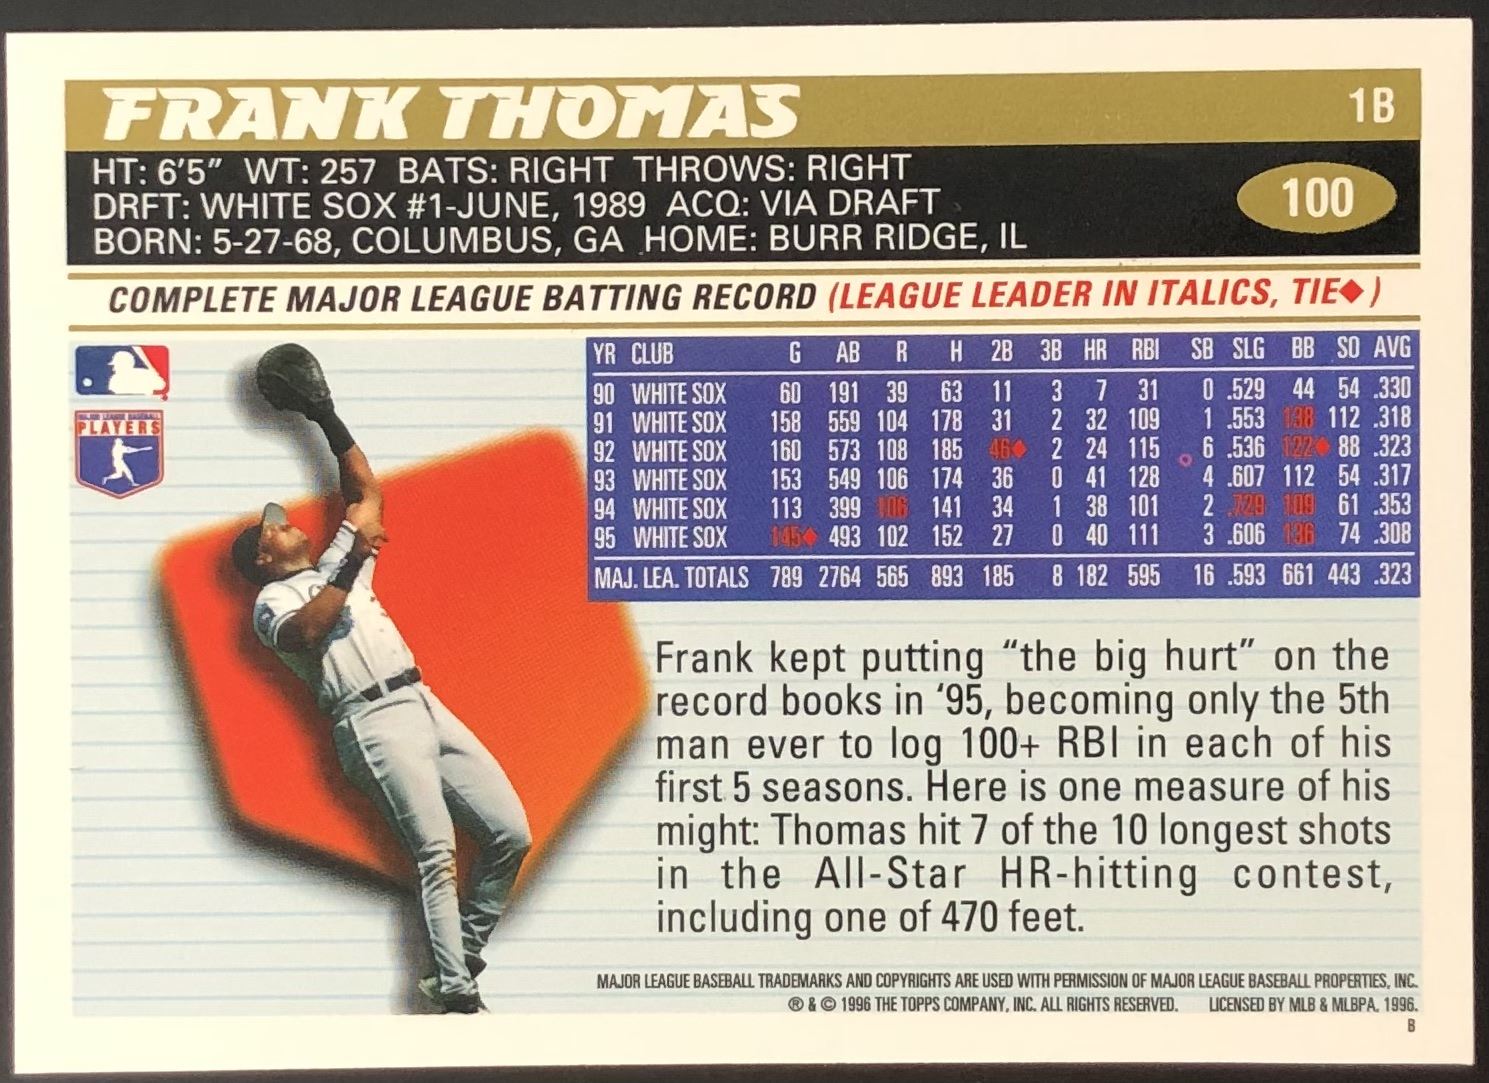 FRANK THOMAS 1B
HT: 6'5" WT: 257 BATS: RIGHT THROWS: RIGHT
DRFT: WHITE SOX #1-JUNE, 1989 ACQ: VIA DRAFT
BORN: 5-27-68, COLUMBUS, GA HOME: BURR RIDGE, IL
100
COMPLETE MAJOR LEAGUE BATTING RECORD (LEAGUE LEADER IN ITALICS, TIE◆)
MAJOR LEAGUE BASEBALL
PLAYERS
YR CLUB G AB R H 2B 3B HR RBI SB SLG BB SO AVG
90 WHITE SOX 60 191 39 63 11 3 7 31 0 .529 44 54 .330
91 WHITE SOX 158 559 104 178 31 2 32 109 1 .553 138 112 .318
92 WHITE SOX 160 573 108 185 46◆ 2 24 115 6 .536 122◆ 88 .323
93 WHITE SOX 153 549 106 174 36 0 41 128 4 .607 112 54 .317
94 WHITE SOX 113 399 106 141 34 1 38 101 2 .729 109 61 .353
95 WHITE SOX 145◆ 493 102 152 27 0 40 111 3 .606 136 74 .308
MAJ. LEA. TOTALS 789 2764 565 893 185 8 182 595 16 .593 661 443 .323
Frank kept putting "the big hurt" on the
record books in '95, becoming only the 5th
man ever to log 100+ RBI in each of his
first 5 seasons. Here is one measure of his
might: Thomas hit 7 of the 10 longest shots
in the All-Star HR-hitting contest,
including one of 470 feet.
MAJOR LEAGUE BASEBALL TRADEMARKS AND COPYRIGHTS ARE USED WITH PERMISSION OF MAJOR LEAGUE BASEBALL PROPERTIES, INC.
® & © 1996 THE TOPPS COMPANY, INC. ALL RIGHTS RESERVED. LICENSED BY MLB & MLBPA, 1996.
B